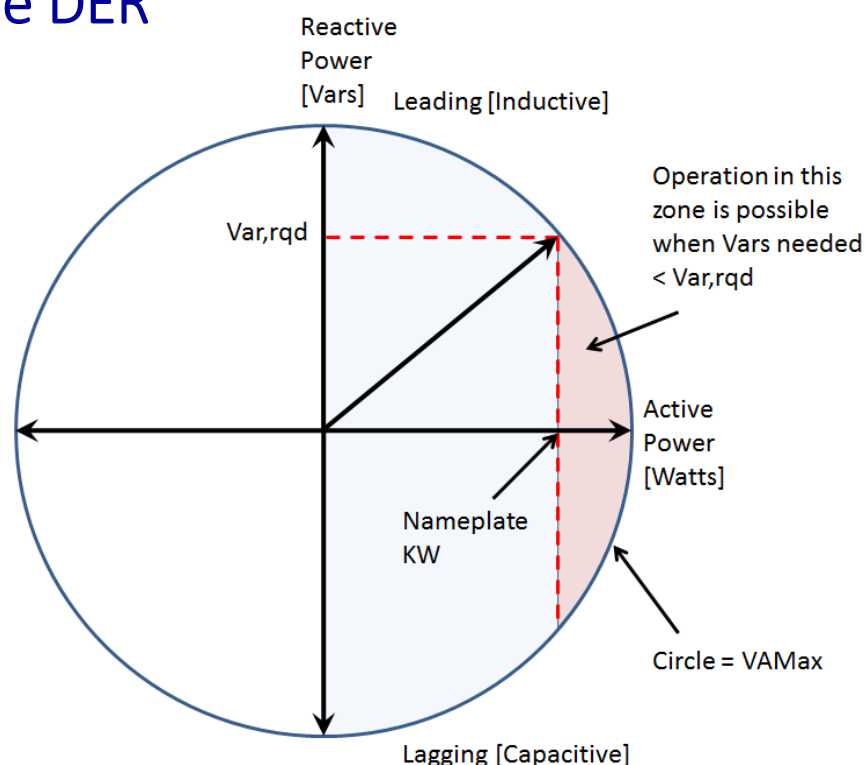 e DER
Reactive
Power
[Vars]
Leading [Inductive]
Operation in this
zone is possible
when Vars needed
< Var,rqd
Var,rqd
Active
Power
[Watts]
Nameplate
KW
Circle = VAMax
Lagging [Capacitive]